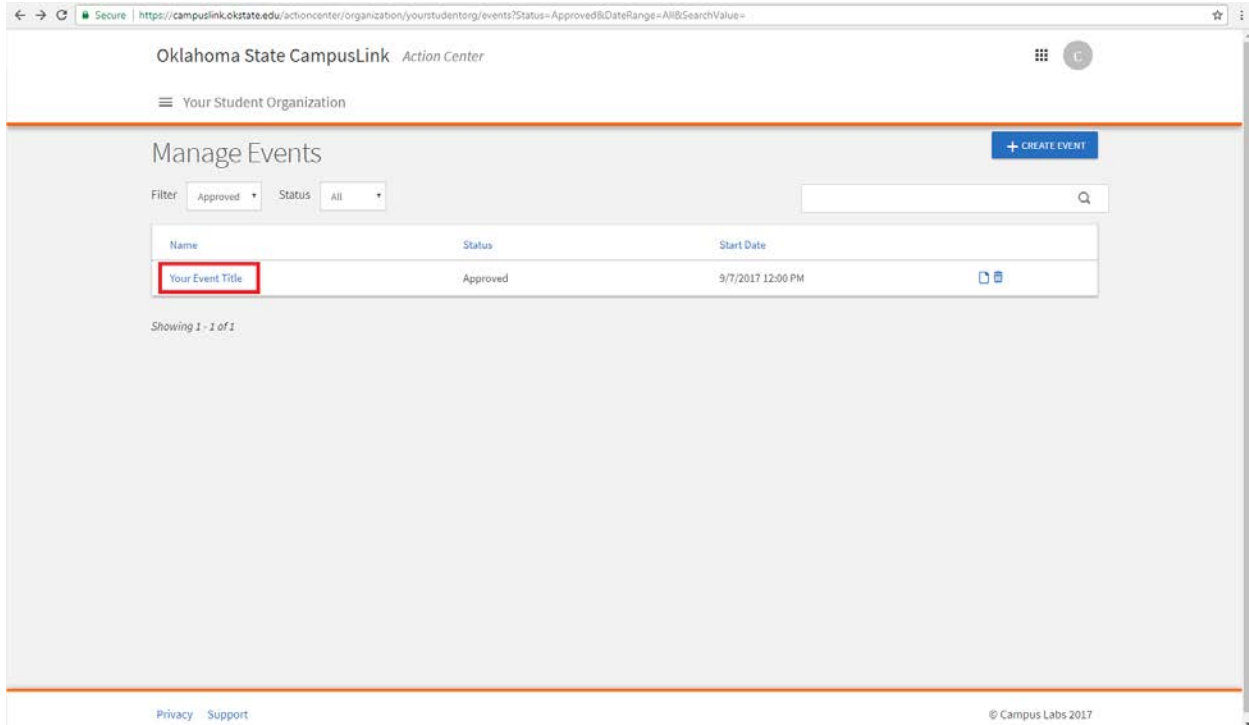 Secure https://campuslink.okstate.edu/actioncenter/organization/yourstudentorg/events?Status=Approved&DateRange=All&SearchValue=
Oklahoma State CampusLink Action Center C
Your Student Organization
Manage Events + CREATE EVENT
Filter Approved Status All
Name Status Start Date
Your Event Title Approved 9/7/2017 12:00 PM
Showing 1 - 1 of 1
Privacy Support © Campus Labs 2017